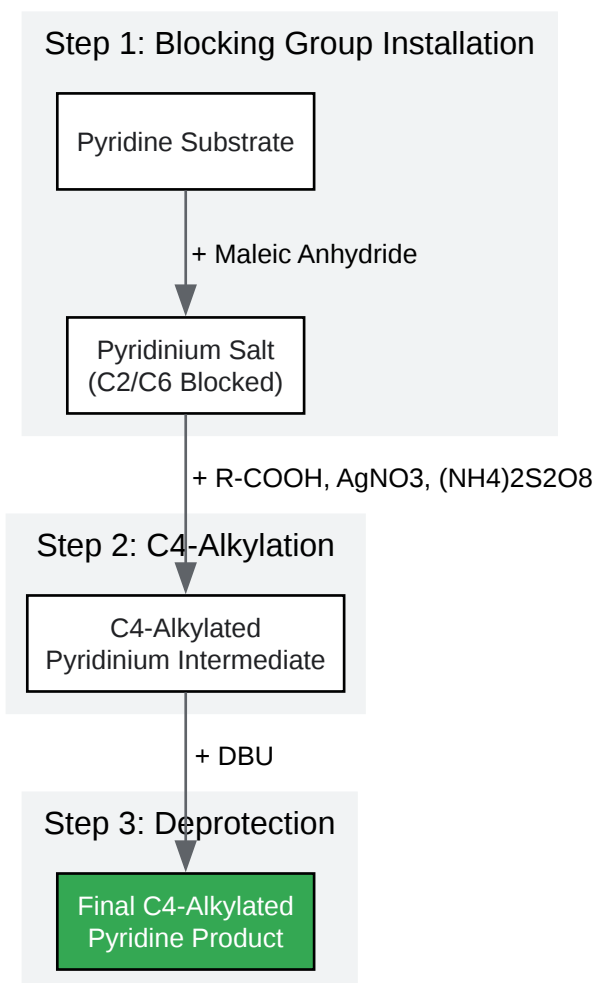 Step 1: Blocking Group Installation
Pyridine Substrate
+ Maleic Anhydride
Pyridinium Salt
(C2/C6 Blocked)
+ R-COOH, AgNO3, (NH4)2S2O8
Step 2: C4-Alkylation
C4-Alkylated
Pyridinium Intermediate
+ DBU
Step 3: Deprotection
Final C4-Alkylated
Pyridine Product